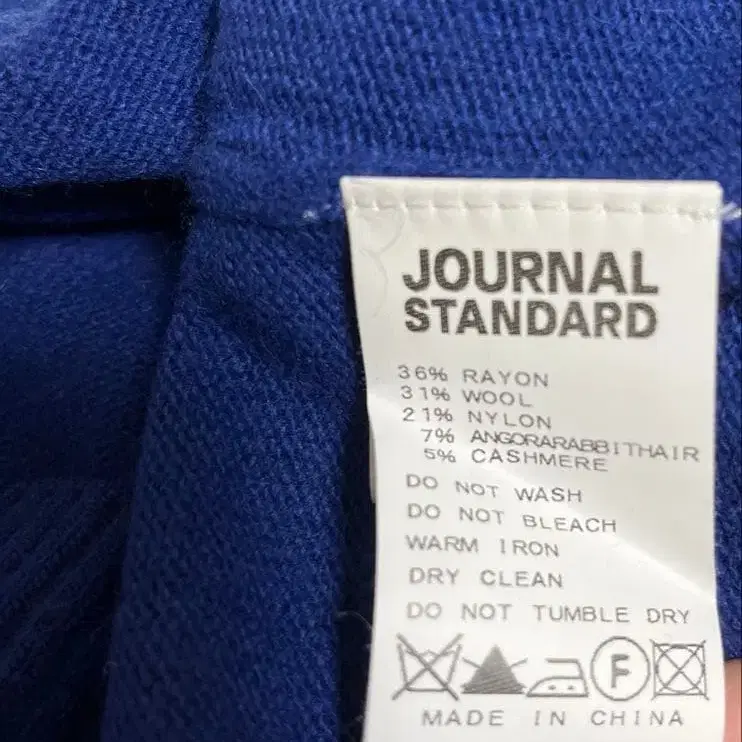 JOURNAL
STANDARD
36% RAYON
31% WOOL
21% NYLON
7% ANGORARABBITHAIR
5% CASHMERE
DO NOT WASH
DO NOT BLEACH
WARM IRON
DRY CLEAN
DO NOT TUMBLE DRY
F
MADE IN CHINA